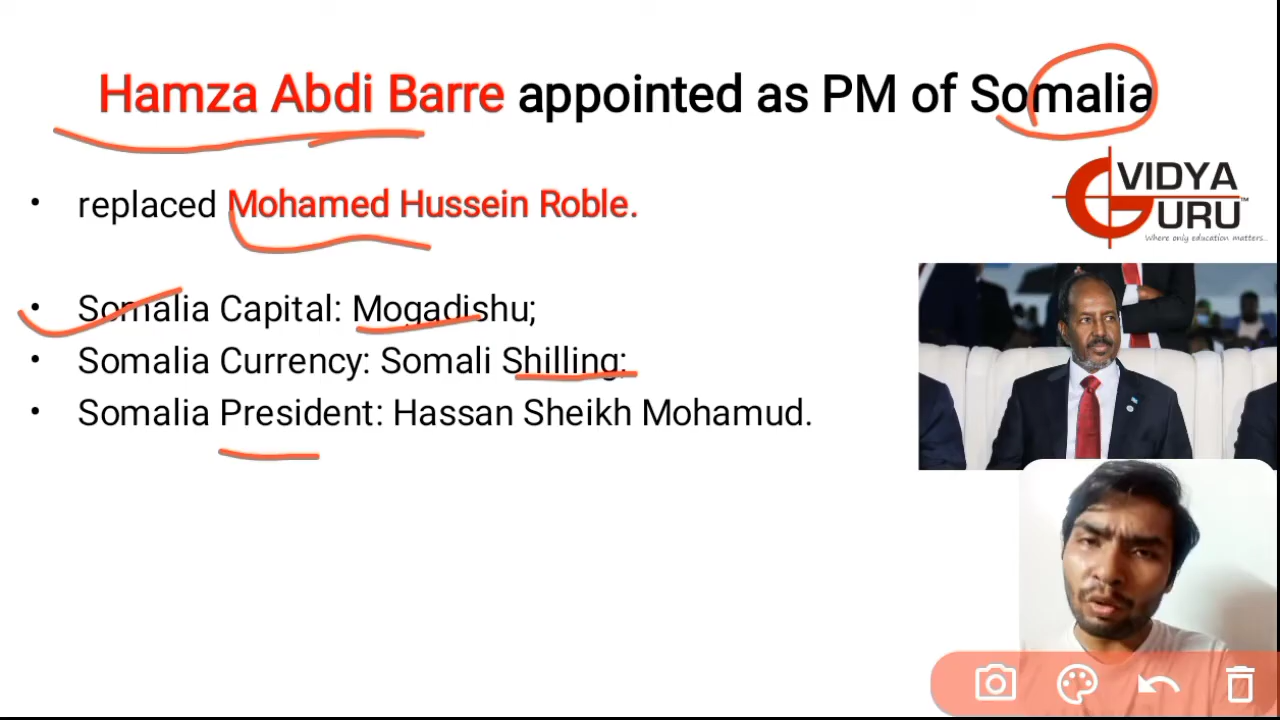 Hamza Abdi Barre appointed as PM of Somalia
• replaced Mohamed Hussein Roble.
VIDYA
GURU™
Where only education matters...
• Somalia Capital: Mogadishu;
• Somalia Currency: Somali Shilling;
• Somalia President: Hassan Sheikh Mohamud.